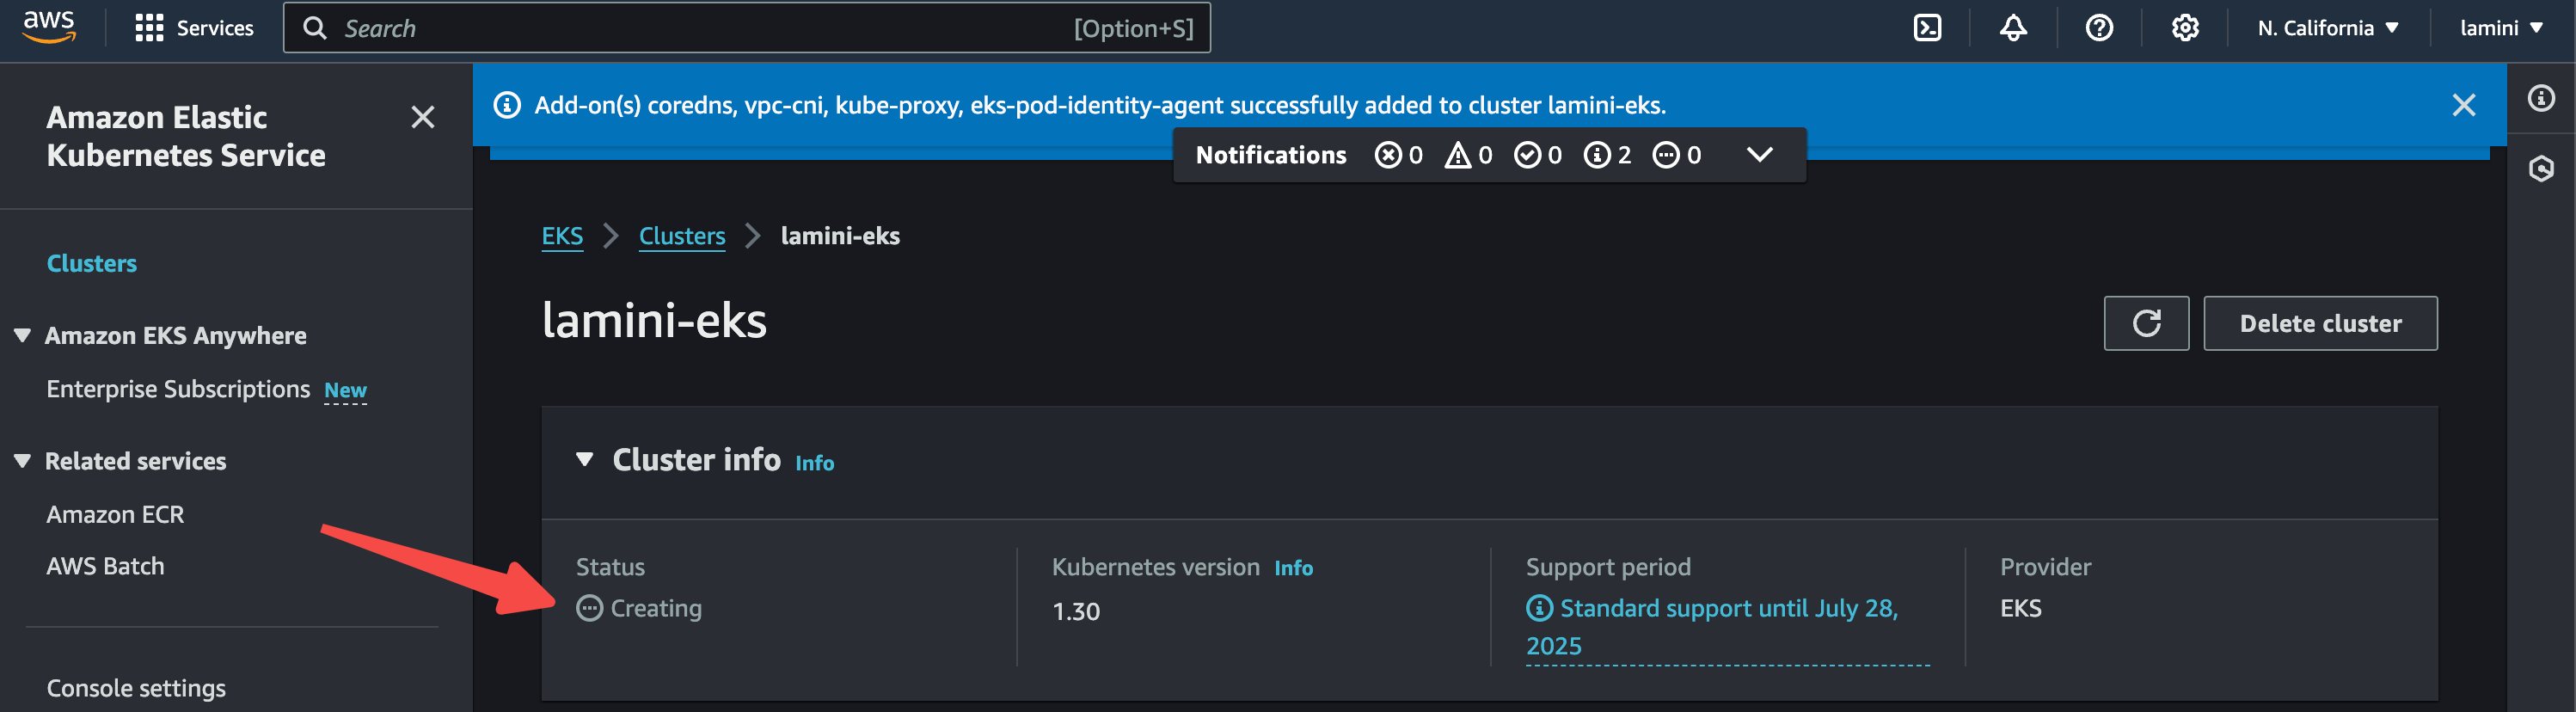 aws
Services
Search
[Option+S]
N. California
lamini
Amazon Elastic
Kubernetes Service
Clusters
Amazon EKS Anywhere
Enterprise Subscriptions New
Related services
Amazon ECR
AWS Batch
Console settings
Add-on(s) coredns, vpc-cni, kube-proxy, eks-pod-identity-agent successfully added to cluster lamini-eks.
Notifications 0 0 0 2 0
EKS Clusters lamini-eks
lamini-eks
Delete cluster
Cluster info Info
Status
Creating
Kubernetes version Info
1.30
Support period
Standard support until July 28,
2025
Provider
EKS